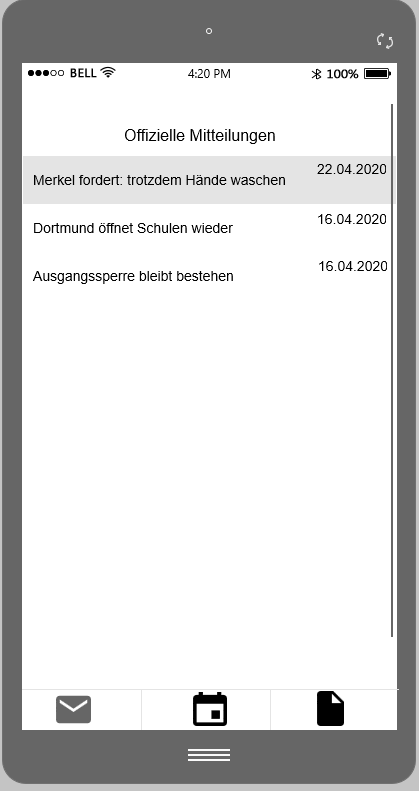 BELL 4:20 PM 100%
Offizielle Mitteilungen
Merkel fordert: trotzdem Hände waschen 22.04.2020
Dortmund öffnet Schulen wieder 16.04.2020
Ausgangssperre bleibt bestehen 16.04.2020